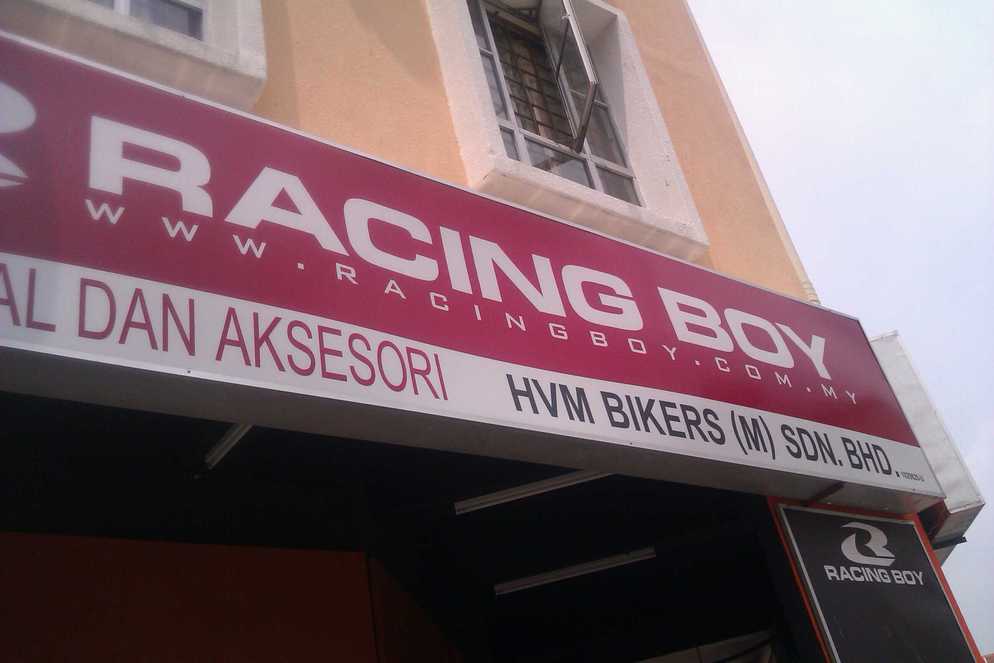 RACING BOY
WWW.RACINGBOY.COM.MY
AL DAN AKSESORI HVM BIKERS (M) SDN. BHD.
RACING BOY